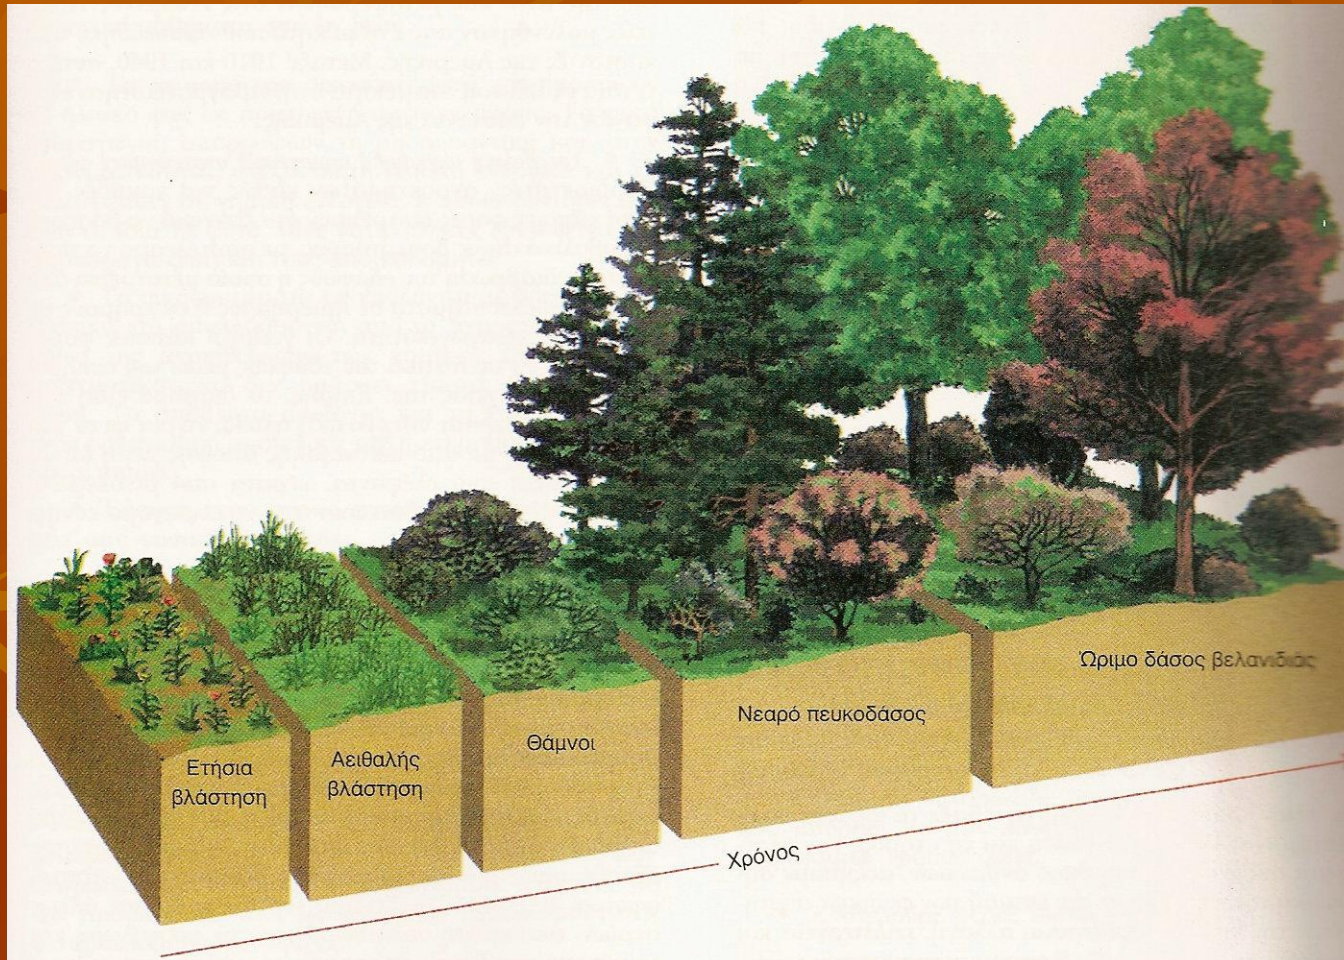 Ετήσια
βλάστηση
Αειθαλής
βλάστηση
Θάμνοι
Νεαρό πευκοδάσος
Ώριμο δάσος βελανιδιάς
Χρόνος